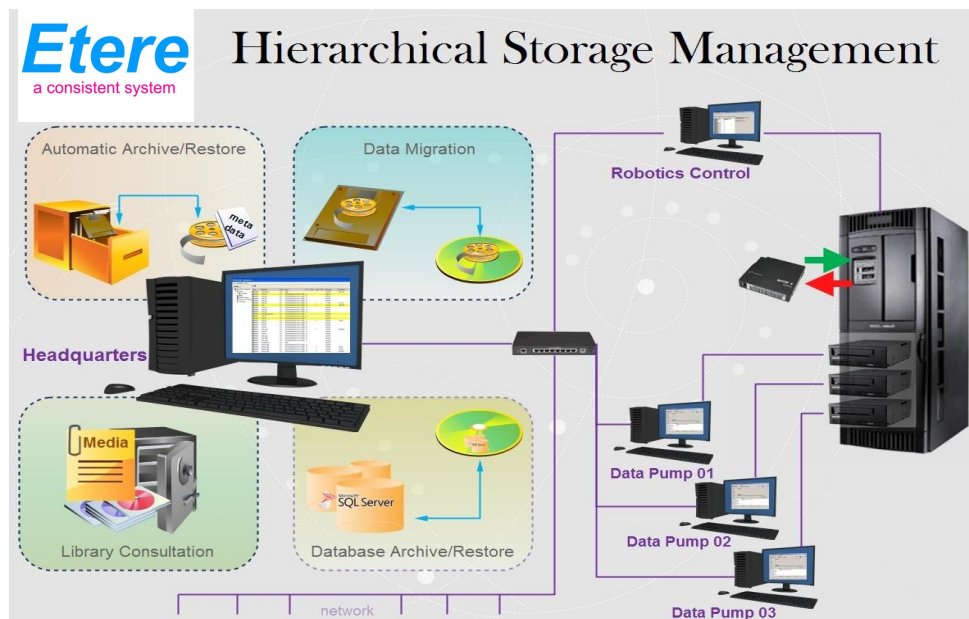 Etere
a consistent system
Hierarchical Storage Management
Automatic Archive/Restore
meta
data
Data Migration
Robotics Control
Headquarters
Media
Library Consultation
Microsoft
SQL Server
Database Archive/Restore
Data Pump 01
Data Pump 02
Data Pump 03
network